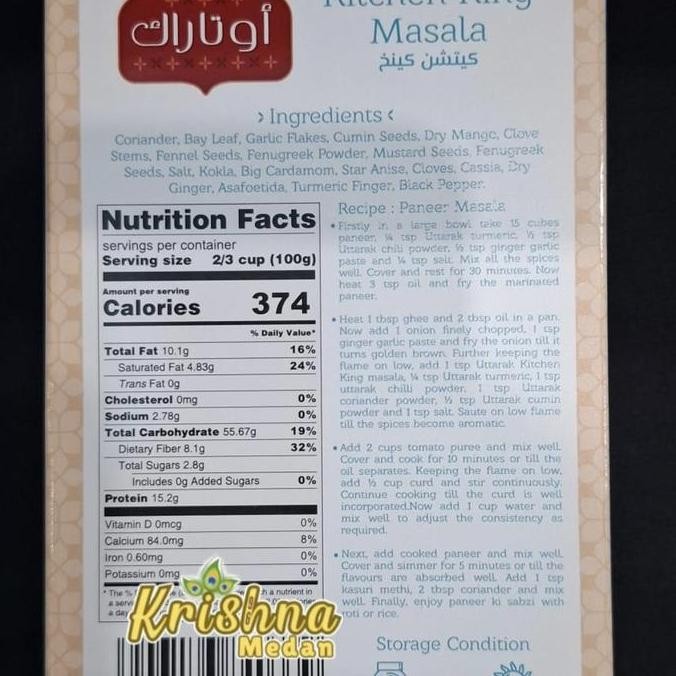 أوتاراك
Kitchen King
Masala
كيتشن كينخ
› Ingredients ‹
Coriander, Bay Leaf, Garlic Flakes, Cumin Seeds, Dry Mango, Clove
Stems, Fennel Seeds, Fenugreek Powder, Mustard Seeds, Fenugreek
Seeds, Salt, Kokla, Big Cardamom, Star Anise, Cloves, Cassia, Dry
Ginger, Asafoetida, Turmeric Finger, Black Pepper.
Nutrition Facts
servings per container
Serving size 2/3 cup (100g)
Amount per serving
Calories 374
% Daily Value*
Total Fat 10.1g 16%
Saturated Fat 4.83g 24%
Trans Fat 0g
Cholesterol 0mg 0%
Sodium 2.78g 0%
Total Carbohydrate 55.67g 19%
Dietary Fiber 8.1g 32%
Total Sugars 2.8g
Includes 0g Added Sugars 0%
Protein 15.2g
Vitamin D 0mcg 0%
Calcium 84.0mg 8%
Iron 0.60mg 0%
Potassium 0mg 0%
* The %
a day
Recipe : Paneer Masala
• Firstly in a large bowl take 15 cubes
paneer, ¼ tsp Uttarak turmeric, ½ tsp
Uttarak chili powder, ½ tsp ginger garlic
paste and ¼ tsp salt. Mix all the spices
well. Cover and rest for 30 minutes. Now
heat 3 tsp oil and fry the marinated
paneer.
• Heat 1 tbsp ghee and 2 tbsp oil in a pan.
Now add 1 onion finely chopped, 1 tsp
ginger garlic paste and fry the onion till it
turns golden brown. Further keeping the
flame on low, add 1 tsp Uttarak Kitchen
King masala, ¼ tsp Uttarak turmeric, 1 tsp
uttarak chilli powder, 1 tsp Uttarak
coriander powder, ½ tsp Uttarak cumin
powder and 1 tsp salt. Saute on low flame
till the spices become aromatic.
• Add 2 cups tomato puree and mix well.
Cover and cook for 10 minutes or till the
oil separates. Keeping the flame on low,
add ½ cup curd and stir continuously.
Continue cooking till the curd is well
incorporated.Now add 1 cup water and
mix well to adjust the consistency as
required.
• Next, add cooked paneer and mix well.
Cover and simmer for 5 minutes or till the
flavours are absorbed well. Add 1 tsp
kasuri methi, 2 tbsp coriander and mix
well. Finally, enjoy paneer ki sabzi with
roti or rice.
Krishna
Medan
Storage Condition